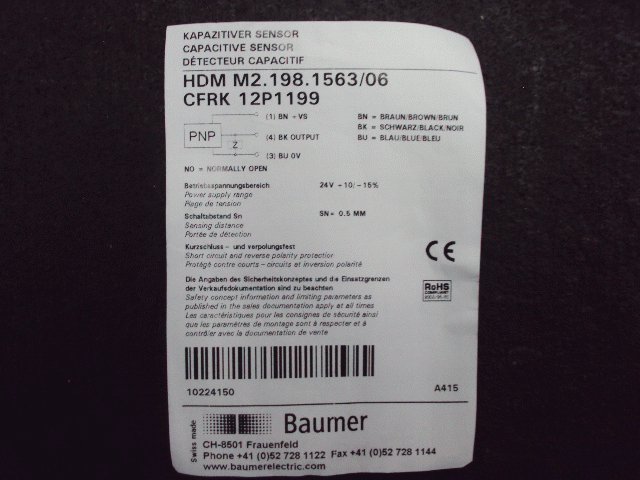 KAPAZITIVER SENSOR
CAPACITIVE SENSOR
DÉTECTEUR CAPACITIF
HDM M2.198.1563/06
CFRK 12P1199
(1) BN +VS
PNP
(4) BK OUTPUT
Z
(3) BU 0V
BN = BRAUN/BROWN/BRUN
BK = SCHWARZ/BLACK/NOIR
BU = BLAU/BLUE/BLEU
NO = NORMALLY OPEN
Betriebsspannungsbereich 24V +10/-15%
Power supply range
Plage de tension
Schaltabstand Sn SN= 0.5 MM
Sensing distance
Portée de détection
Kurzschluss - und verpolungsfest
Short circuit and reverse polarity protection
Protégé contre courts - circuits et inversion polarité
CE
Die Angaben des Sicherheitskonzeptes und die Einsatzgrenzen
der Verkaufsdokumentation sind zu beachten
Safety concept information and limiting parameters as
published in the sales documentation apply at all times
Les caractéristiques pour les consignes de sécurité ainsi
que les paramètres de montage sont à respecter et à
contrôler avec la documentation de vente
RoHS
COMPLIANT
10224150
A415
Swiss made
Baumer
CH-8501 Frauenfeld
Phone +41 (0)52 728 1122 Fax +41 (0)52 728 1144
www.baumerelectric.com